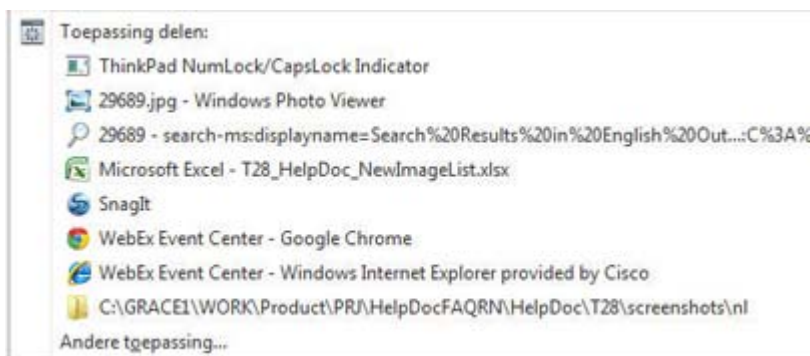 Toepassing delen:
ThinkPad NumLock/CapsLock Indicator
29689.jpg - Windows Photo Viewer
29689 - search-ms:displayname=Search%20Results%20in%20English%20Out...:C%3A%
Microsoft Excel - T28_HelpDoc_NewImageList.xlsx
SnagIt
WebEx Event Center - Google Chrome
WebEx Event Center - Windows Internet Explorer provided by Cisco
C:\GRACE1\WORK\Product\PRJ\HelpDocFAQRN\HelpDoc\T28\screenshots\nl
Andere toepassing...